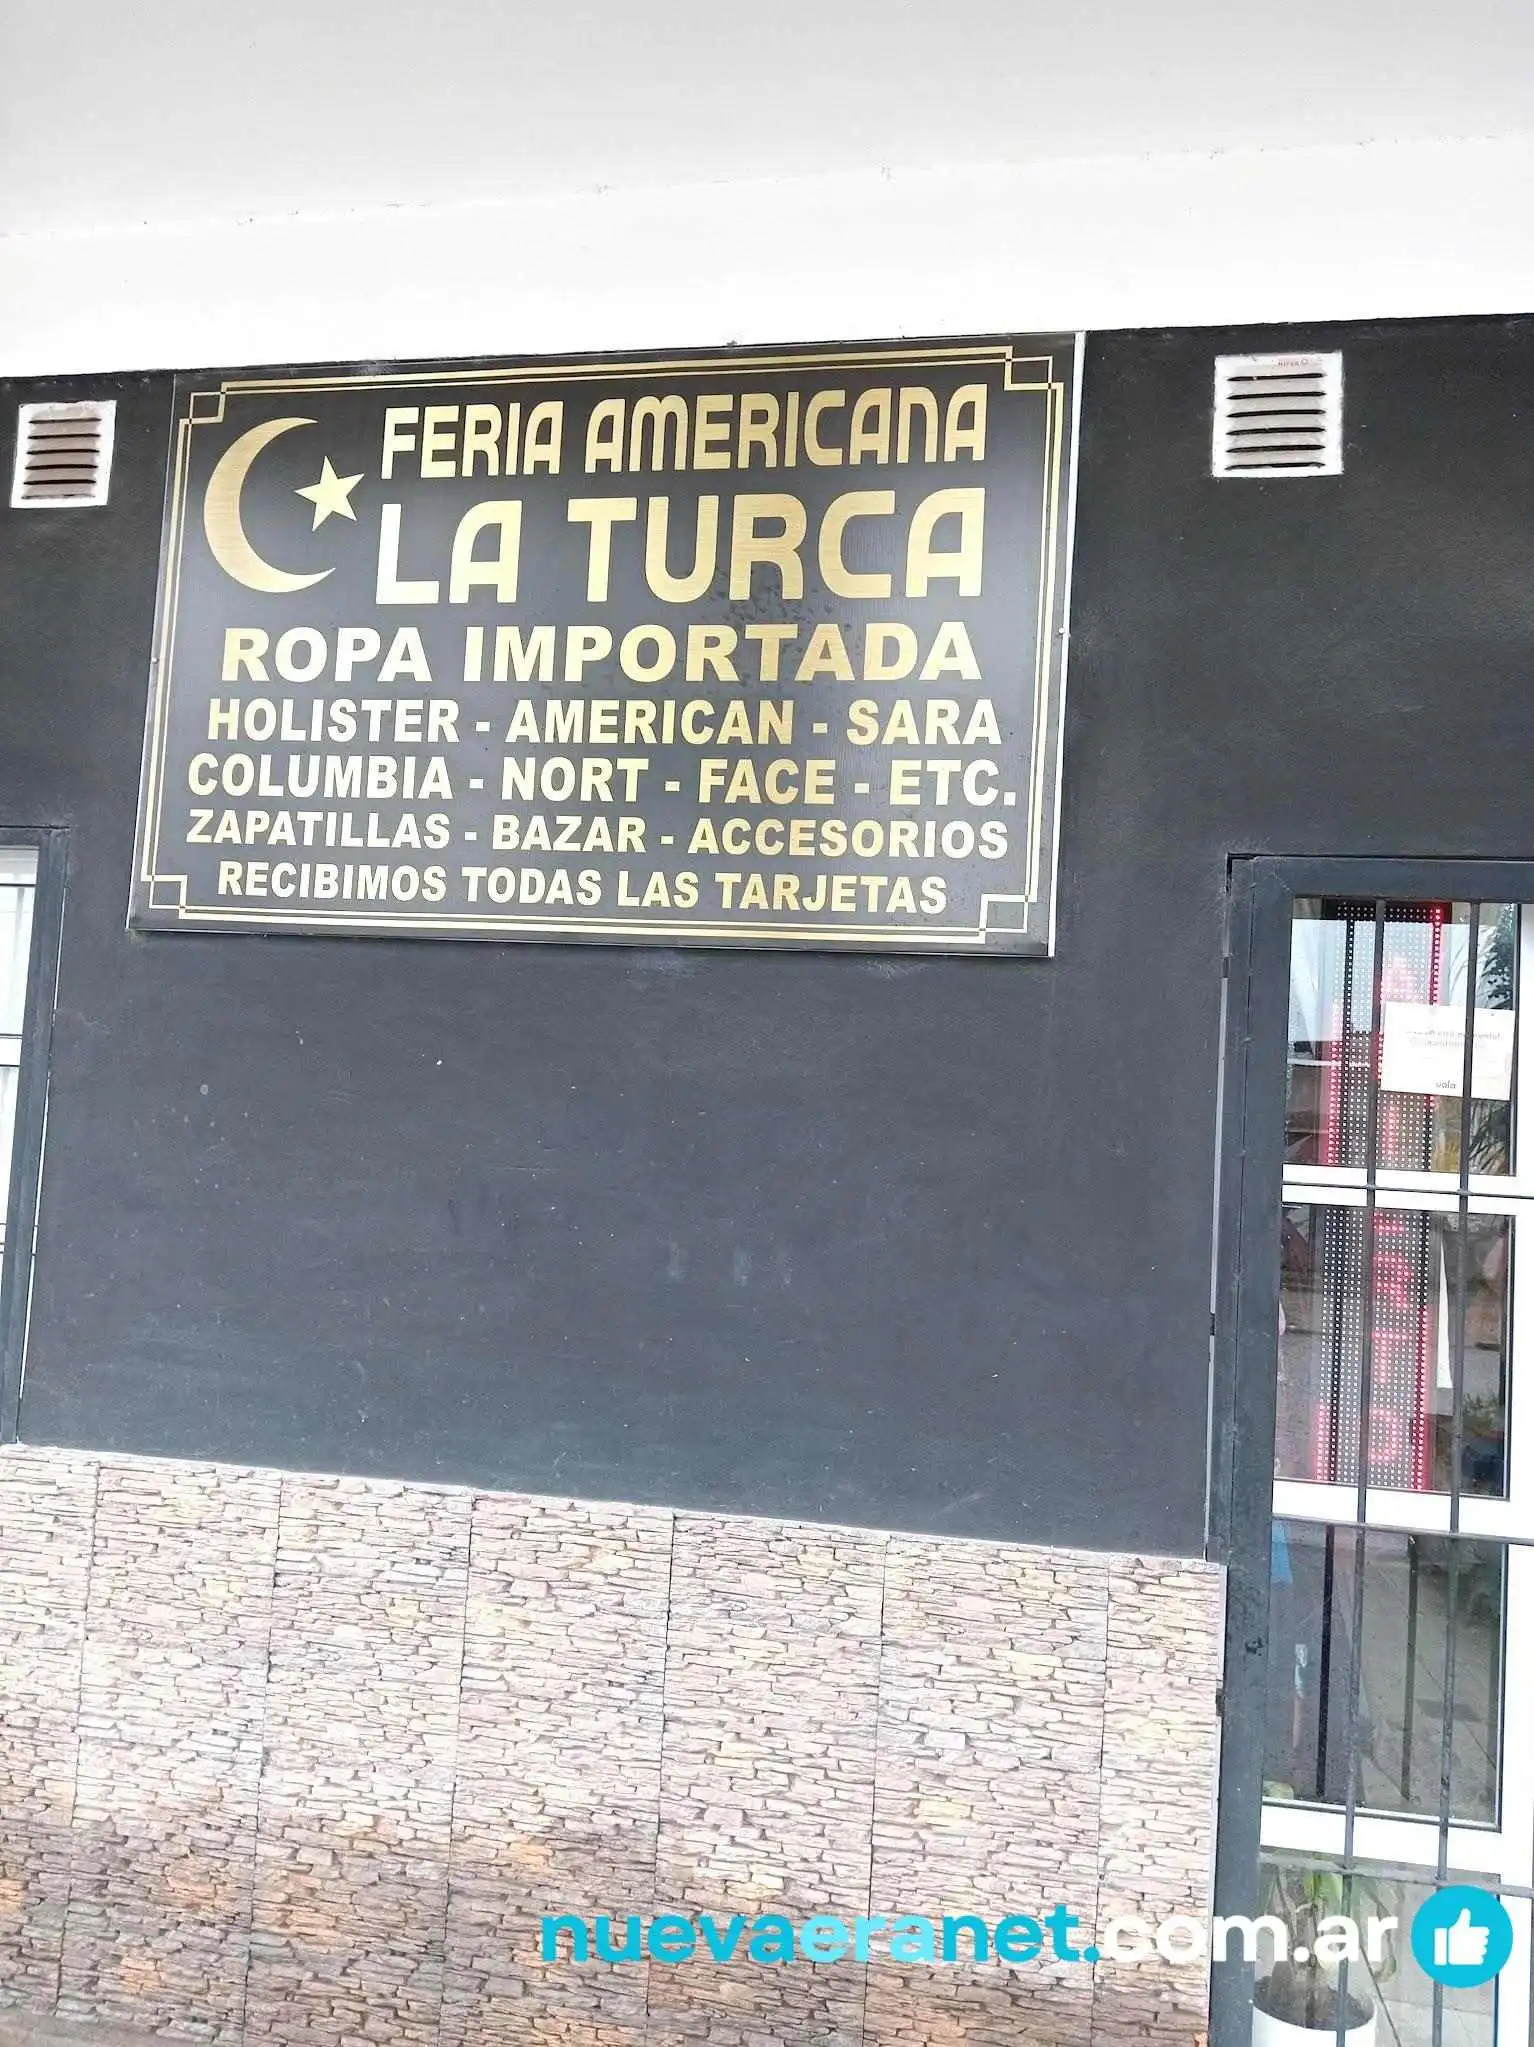 FERIA AMERICANA
LA TURCA
ROPA IMPORTADA
HOLISTER - AMERICAN - SARA
COLUMBIA - NORT - FACE - ETC.
ZAPATILLAS - BAZAR - ACCESORIOS
RECIBIMOS TODAS LAS TARJETAS
ualá
nuevaeranet.com.ar